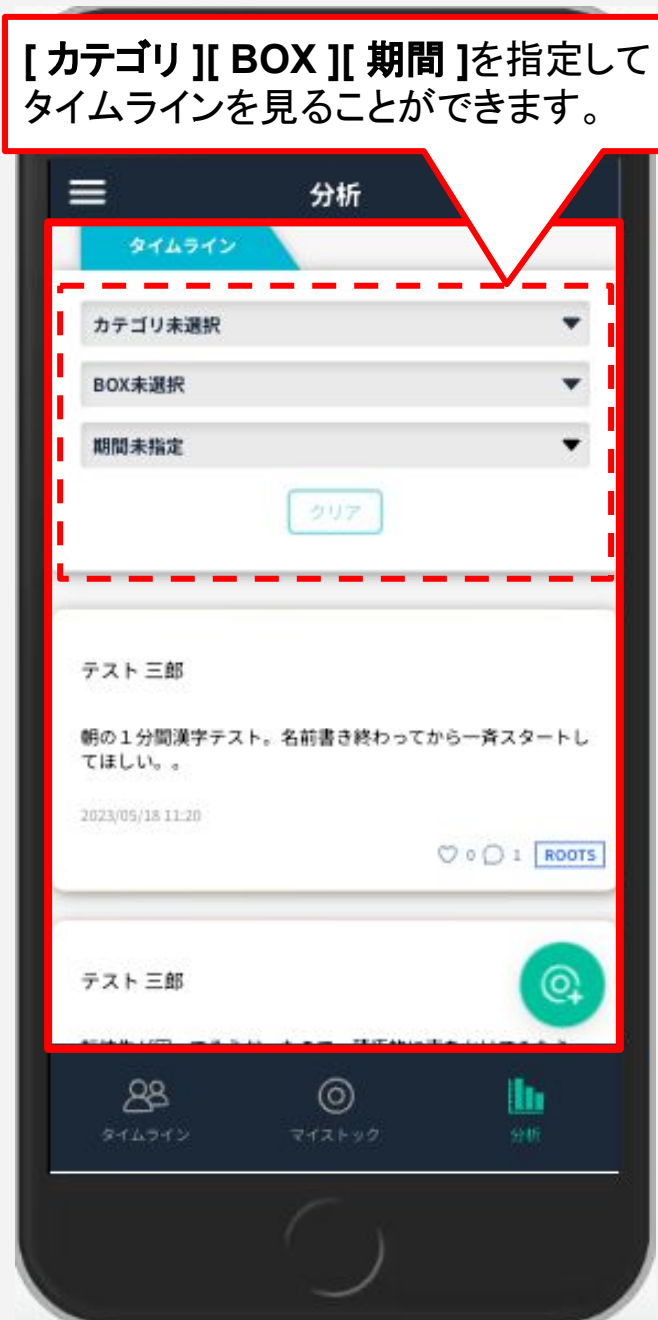 [ カテゴリ ][ BOX ][ 期間 ]を指定して
タイムラインを見ることができます。
分析
タイムライン
カテゴリ未選択
BOX未選択
期間未指定
クリア
テスト 三郎
朝の１分間漢字テスト。名前書き終わってから一斉スタートし
てほしい。。
2023/05/18 11:20
0 1 ROOTS
テスト 三郎
タイムライン
マイストック
分析